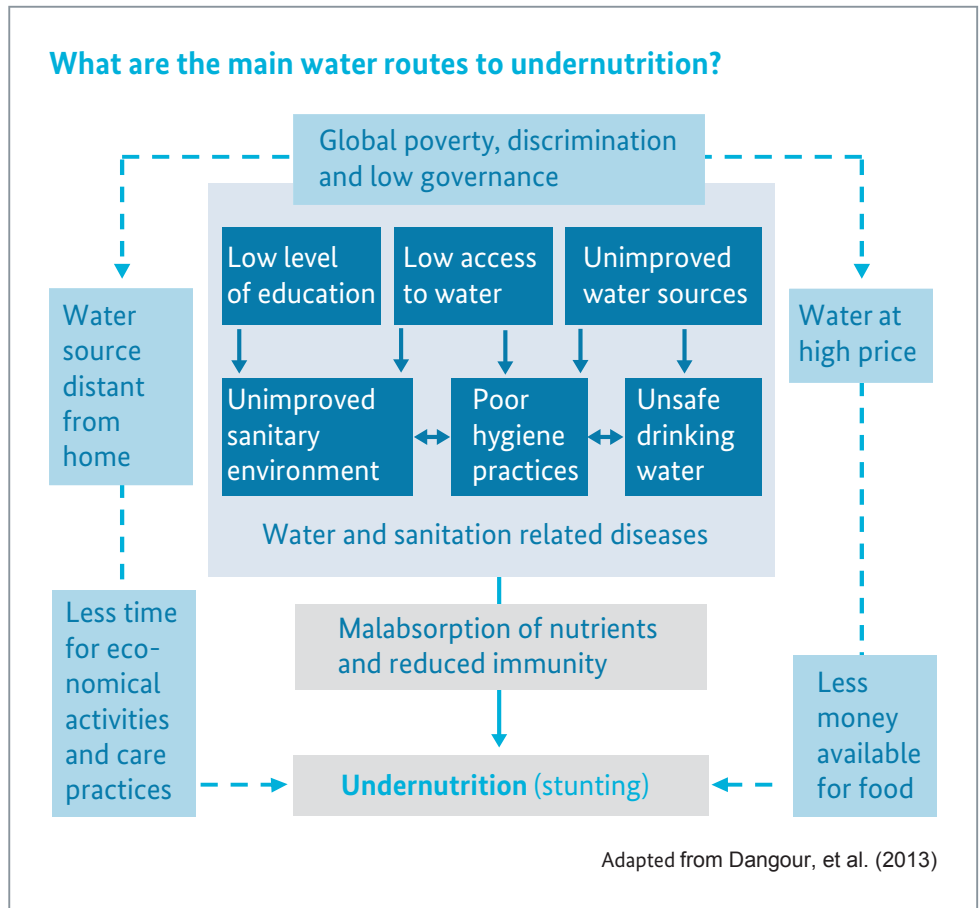 What are the main water routes to undernutrition?
Global poverty, discrimination
and low governance
Low level
of education
Low access
to water
Unimproved
water sources
Water
source
distant
from
home
Water at
high price
Unimproved
sanitary
environment
Poor
hygiene
practices
Unsafe
drinking
water
Water and sanitation related diseases
Less time
for eco-
nomical
activities
and care
practices
Malabsorption of nutrients
and reduced immunity
Less
money
available
for food
Undernutrition (stunting)
Adapted from Dangour, et al. (2013)